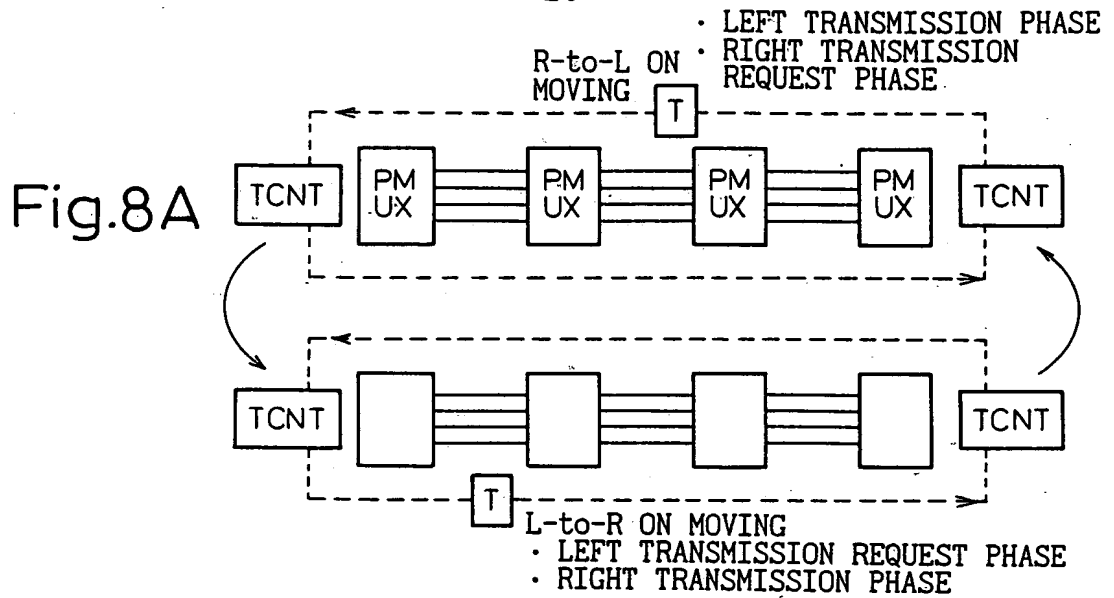 · LEFT TRANSMISSION PHASE
R-to-L ON MOVING
· RIGHT TRANSMISSION REQUEST PHASE
T
Fig.8A
TCNT
PM UX
PM UX
PM UX
PM UX
TCNT
TCNT
TCNT
T
L-to-R ON MOVING
· LEFT TRANSMISSION REQUEST PHASE
· RIGHT TRANSMISSION PHASE